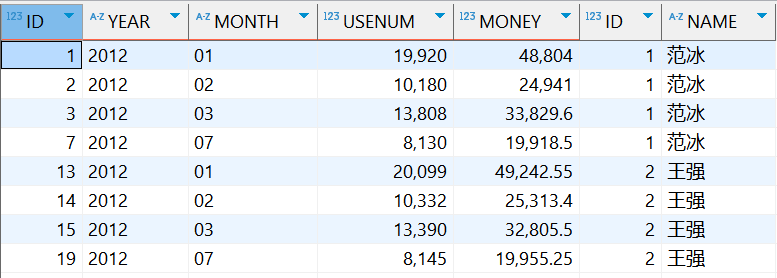 123 ID A-Z YEAR A-Z MONTH 123 USENUM 123 MONEY 123 ID A-Z NAME
1 2012 01 19,920 48,804 1 范冰
2 2012 02 10,180 24,941 1 范冰
3 2012 03 13,808 33,829.6 1 范冰
7 2012 07 8,130 19,918.5 1 范冰
13 2012 01 20,099 49,242.55 2 王强
14 2012 02 10,332 25,313.4 2 王强
15 2012 03 13,390 32,805.5 2 王强
19 2012 07 8,145 19,955.25 2 王强